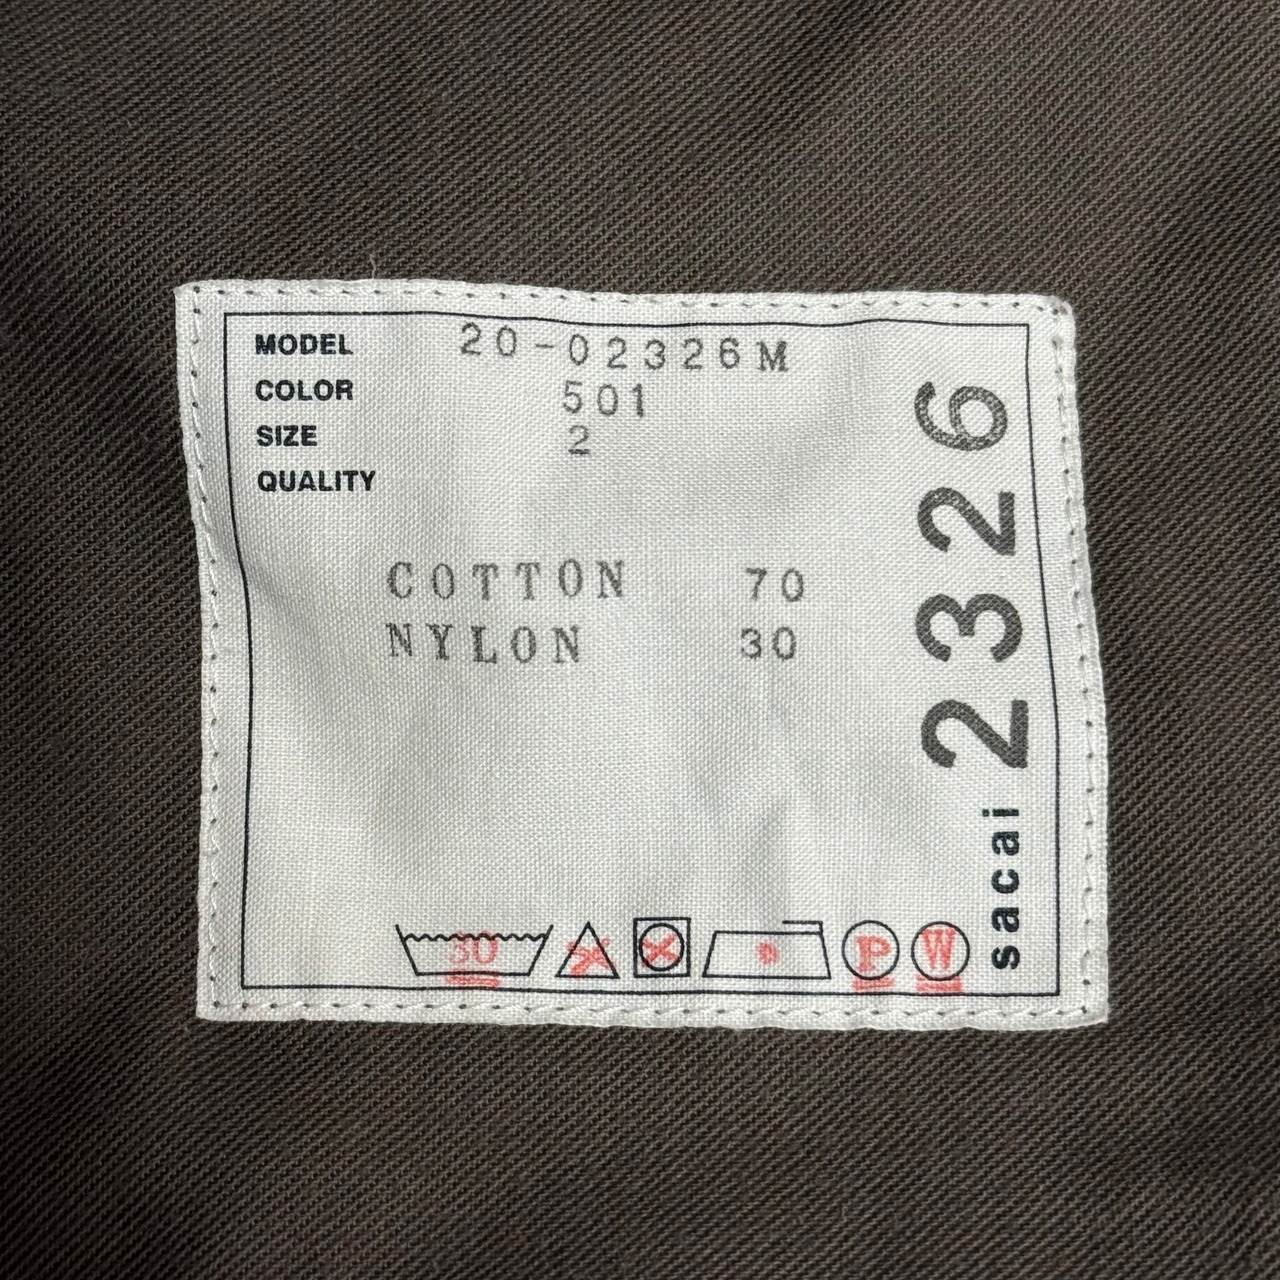 MODEL 20-02326M
COLOR 501
SIZE 2
QUALITY
COTTON 70
NYLON 30
30 P W
sacai 2326